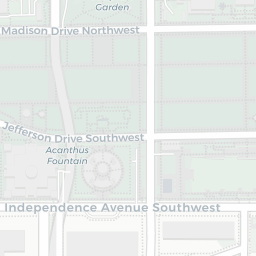 Garden
Madison Drive Northwest
Jefferson Drive Southwest
Acanthus
Fountain
Independence Avenue Southwest